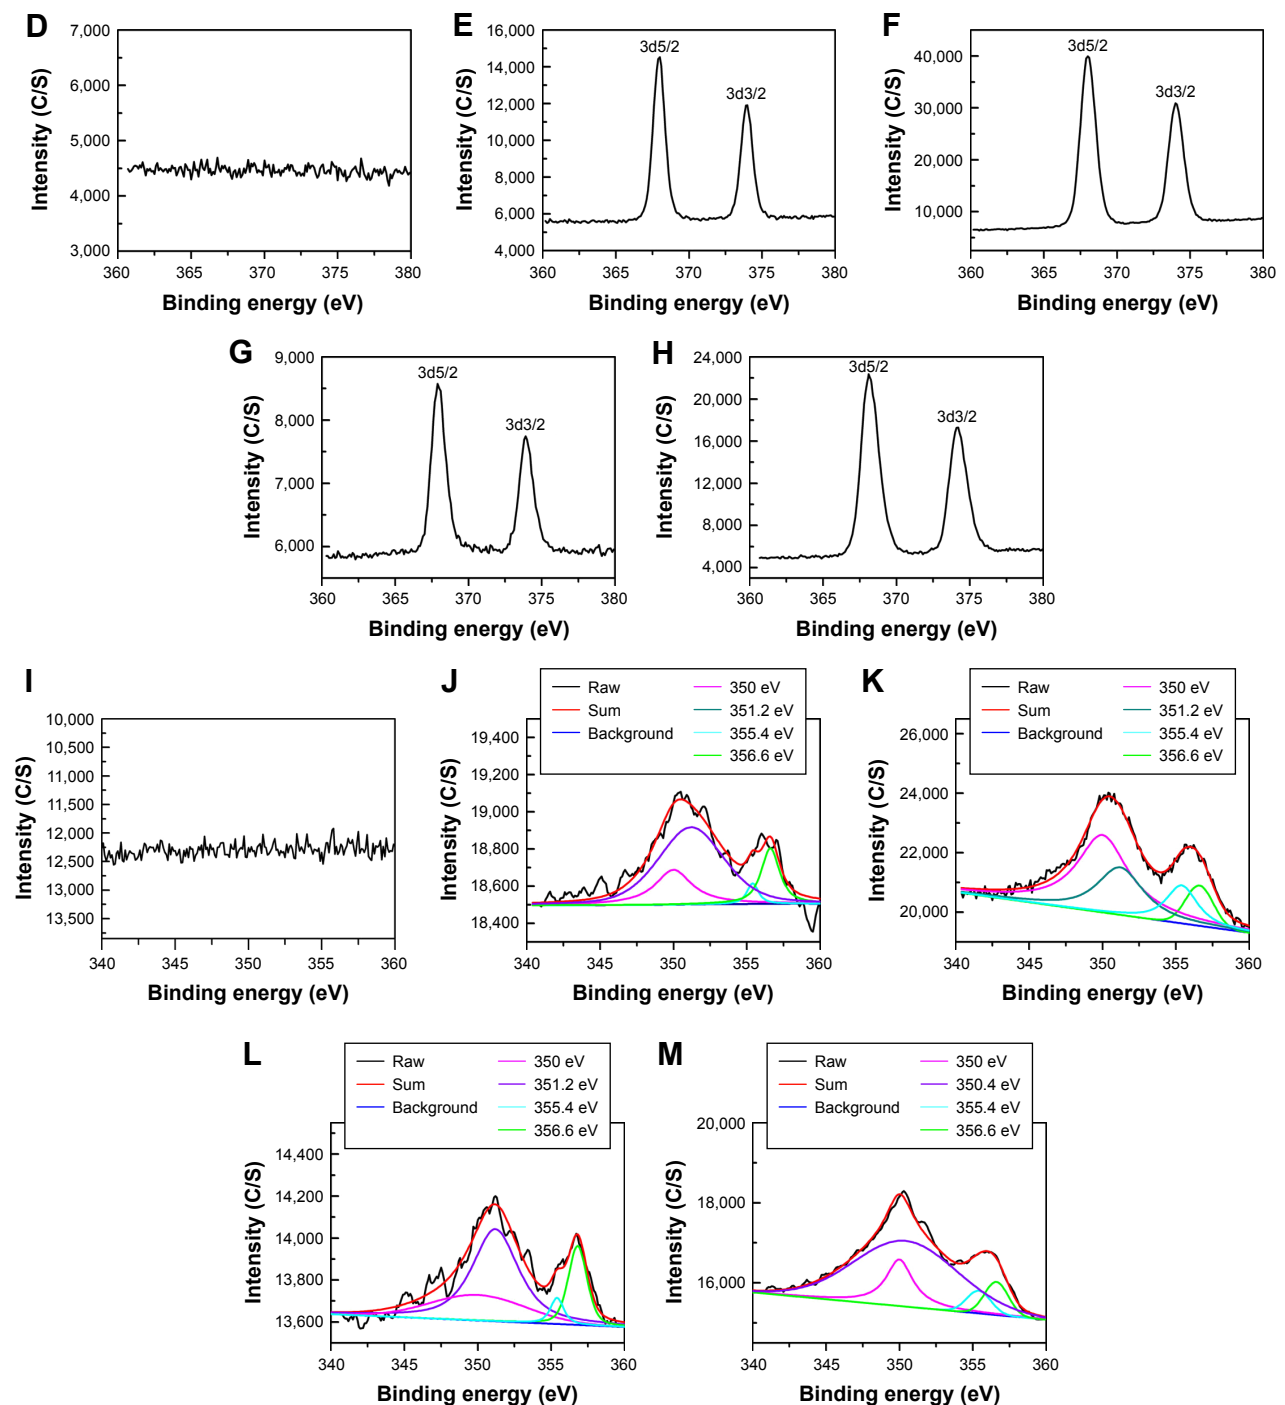 D
7,000
6,000
5,000
4,000
3,000
Intensity (C/S)
360 365 370 375 380
Binding energy (eV)
E
16,000
14,000
12,000
10,000
8,000
6,000
4,000
Intensity (C/S)
3d5/2
3d3/2
360 365 370 375 380
Binding energy (eV)
F
40,000
30,000
20,000
10,000
Intensity (C/S)
3d5/2
3d3/2
360 365 370 375 380
Binding energy (eV)
G
9,000
8,000
7,000
6,000
Intensity (C/S)
3d5/2
3d3/2
360 365 370 375 380
Binding energy (eV)
H
24,000
20,000
16,000
12,000
8,000
4,000
Intensity (C/S)
3d5/2
3d3/2
360 365 370 375 380
Binding energy (eV)
I
10,000
10,500
11,000
11,500
12,000
12,500
13,000
13,500
Intensity (C/S)
340 345 350 355 360
Binding energy (eV)
J
Raw 350 eV
Sum 351.2 eV
Background 355.4 eV
356.6 eV
19,400
19,200
19,000
18,800
18,600
18,400
Intensity (C/S)
340 345 350 355 360
Binding energy (eV)
K
Raw 350 eV
Sum 351.2 eV
Background 355.4 eV
356.6 eV
26,000
24,000
22,000
20,000
Intensity (C/S)
340 345 350 355 360
Binding energy (eV)
L
Raw 350 eV
Sum 351.2 eV
Background 355.4 eV
356.6 eV
14,400
14,200
14,000
13,800
13,600
Intensity (C/S)
340 345 350 355 360
Binding energy (eV)
M
Raw 350 eV
Sum 350.4 eV
Background 355.4 eV
356.6 eV
20,000
18,000
16,000
Intensity (C/S)
340 345 350 355 360
Binding energy (eV)